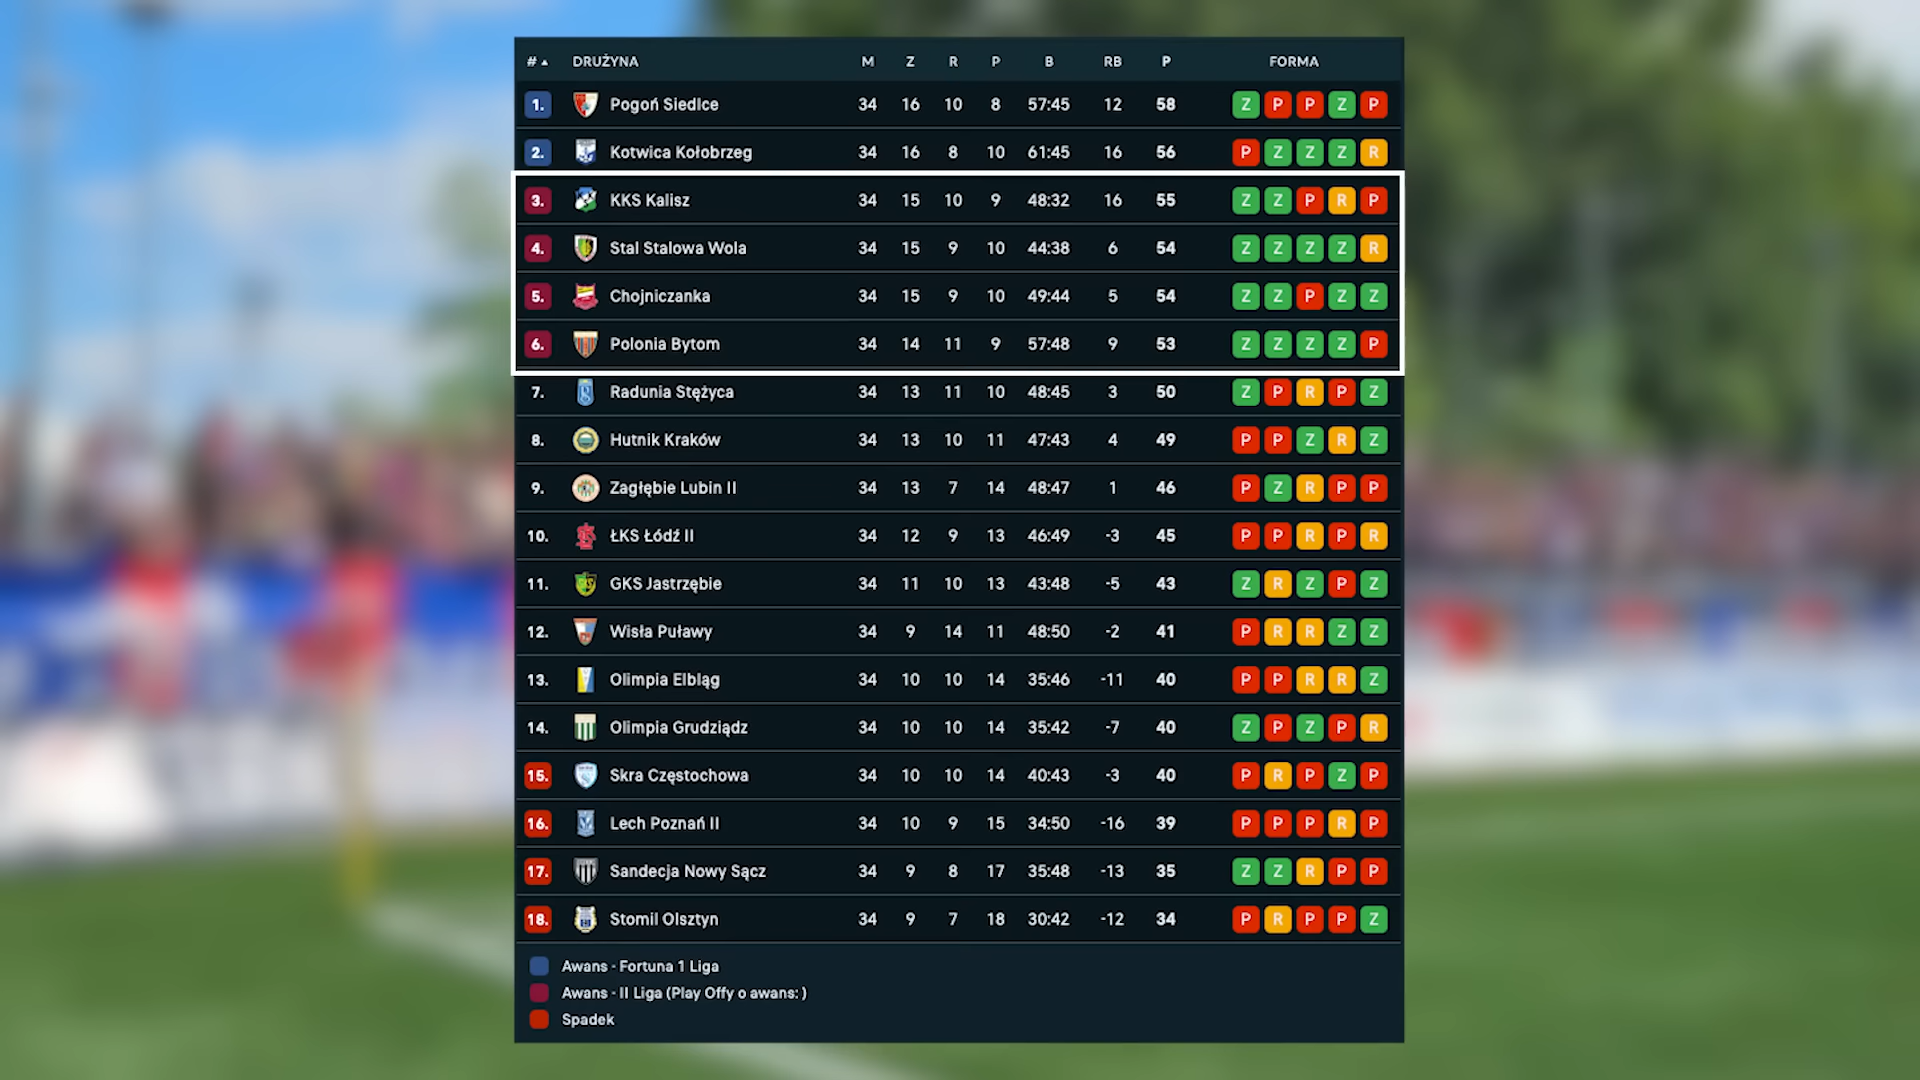 # ▲ DRUŻYNA M Z R P B RB P FORMA
1. Pogoń Siedlce 34 16 10 8 57:45 12 58 Z P P Z P
2. Kotwica Kołobrzeg 34 16 8 10 61:45 16 56 P Z Z Z R
3. KKS Kalisz 34 15 10 9 48:32 16 55 Z Z P R P
4. Stal Stalowa Wola 34 15 9 10 44:38 6 54 Z Z Z Z R
5. Chojniczanka 34 15 9 10 49:44 5 54 Z Z P Z Z
6. Polonia Bytom 34 14 11 9 57:48 9 53 Z Z Z Z P
7. Radunia Stężyca 34 13 11 10 48:45 3 50 Z P R P Z
8. Hutnik Kraków 34 13 10 11 47:43 4 49 P P Z R Z
9. Zagłębie Lubin II 34 13 7 14 48:47 1 46 P Z R P P
10. ŁKS Łódź II 34 12 9 13 46:49 -3 45 P P R P R
11. GKS Jastrzębie 34 11 10 13 43:48 -5 43 Z R Z P Z
12. Wisła Puławy 34 9 14 11 48:50 -2 41 P R R Z Z
13. Olimpia Elbląg 34 10 10 14 35:46 -11 40 P P R R Z
14. Olimpia Grudziądz 34 10 10 14 35:42 -7 40 Z P Z P R
15. Skra Częstochowa 34 10 10 14 40:43 -3 40 P R P Z P
16. Lech Poznań II 34 10 9 15 34:50 -16 39 P P P R P
17. Sandecja Nowy Sącz 34 9 8 17 35:48 -13 35 Z Z R P P
18. Stomil Olsztyn 34 9 7 18 30:42 -12 34 P R P P Z
Awans - Fortuna 1 Liga
Awans - II Liga (Play Offy o awans: )
Spadek